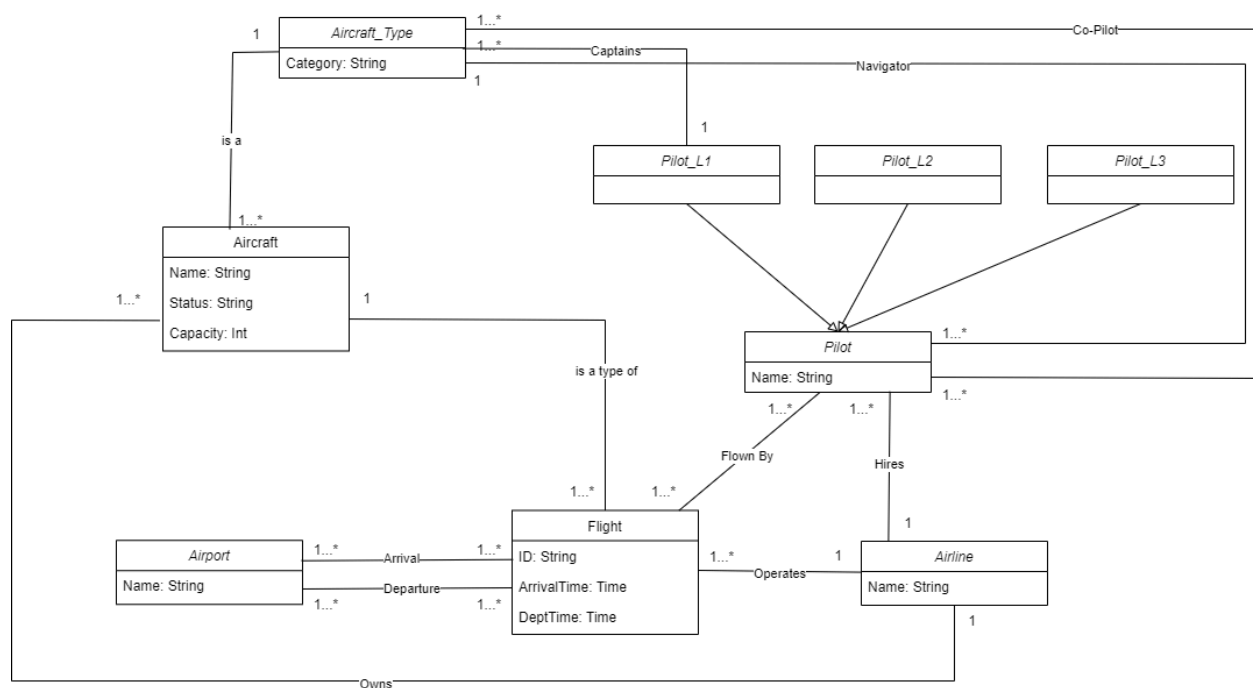 1...*
Co-Pilot
1
Aircraft_Type
1...*
Captains
Category: String
Navigator
1
1
is a
Pilot_L1
Pilot_L2
Pilot_L3
1...*
Aircraft
Name: String
1...*
Status: String
1
Capacity: Int
1...*
Pilot
is a type of
Name: String
1...*
1...*
1...*
Flown By
Hires
1...*
1...*
Flight
1
Airport
1...*
Arrival
1...*
ID: String
1...*
1
Airline
Name: String
Departure
ArrivalTime: Time
Operates
Name: String
1...*
1...*
DeptTime: Time
1
Owns